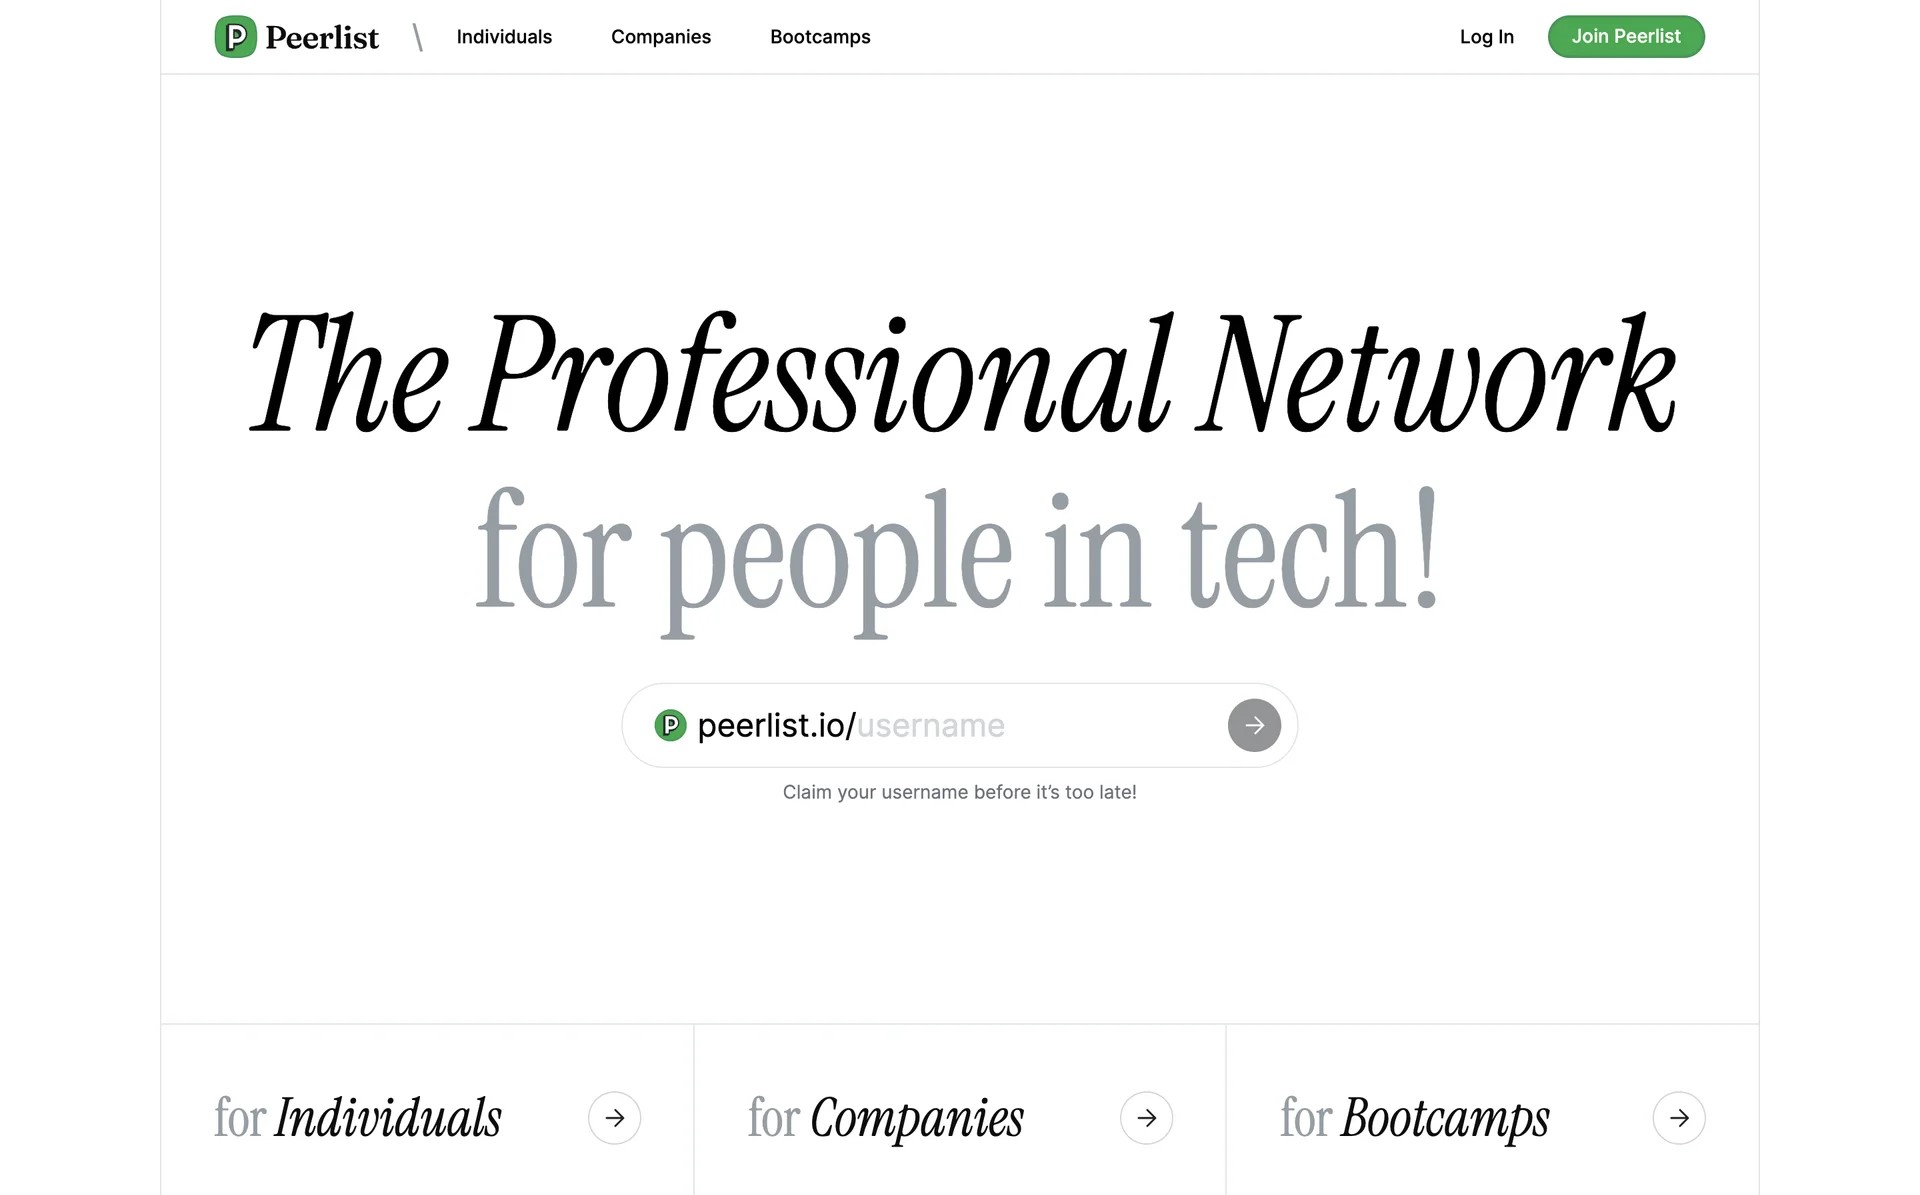 P Peerlist \ Individuals Companies Bootcamps Log In Join Peerlist
The Professional Network
for people in tech!
P peerlist.io/username
Claim your username before it’s too late!
for Individuals
for Companies
for Bootcamps